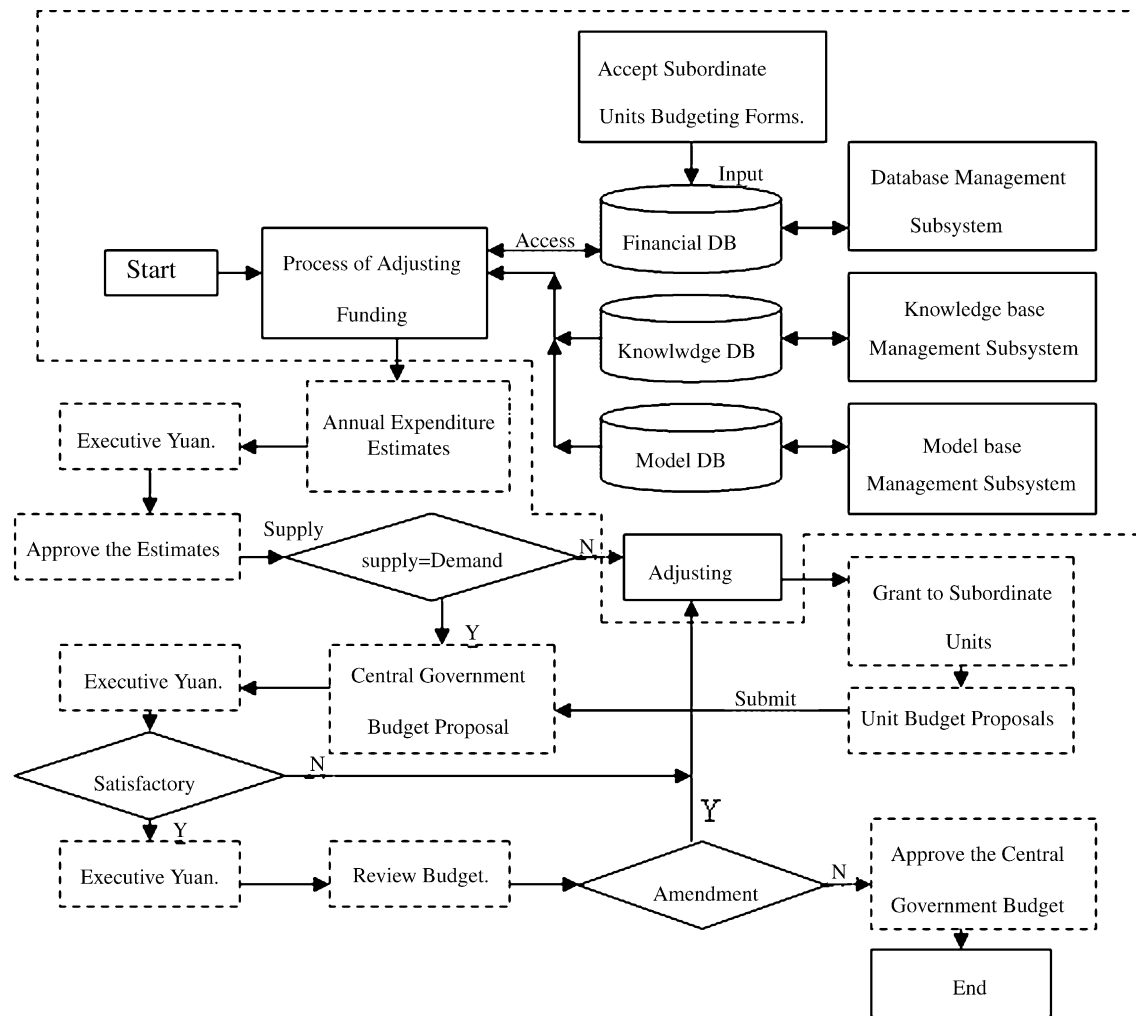 Accept Subordinate
Units Budgeting Forms.
Input
Database Management
Subsystem
Financial DB
Access
Start
Process of Adjusting
Funding
Knowledge base
Management Subsystem
Knowlwdge DB
Annual Expenditure
Estimates
Executive Yuan.
Model DB
Model base
Management Subsystem
Supply
Approve the Estimates
supply=Demand
N
Adjusting
Grant to Subordinate
Units
Y
Executive Yuan.
Central Government
Budget Proposal
Submit
Unit Budget Proposals
Satisfactory
N
Y
Y
Executive Yuan.
Review Budget.
Amendment
N
Approve the Central
Government Budget
End